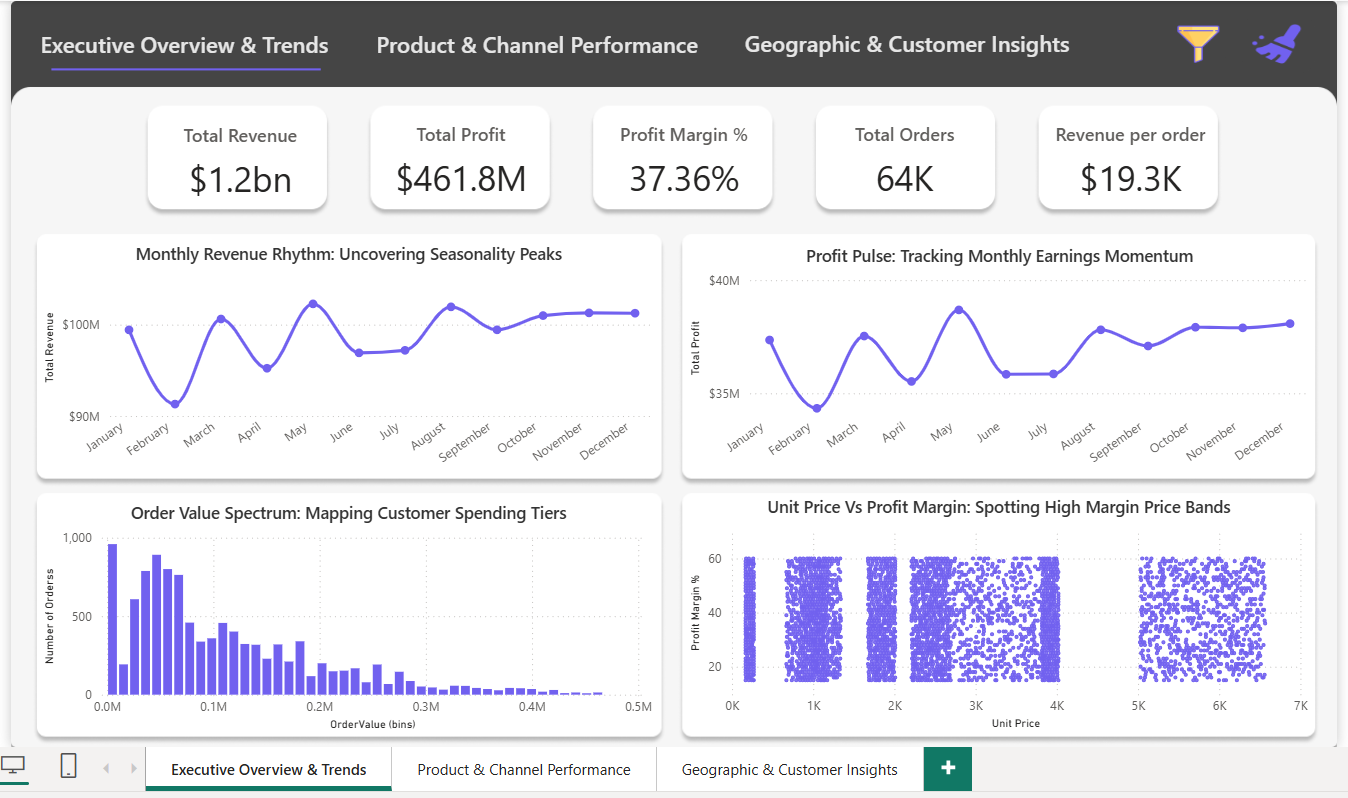 Executive Overview & Trends
Product & Channel Performance
Geographic & Customer Insights
Total Revenue
$1.2bn
Total Profit
$461.8M
Profit Margin %
37.36%
Total Orders
64K
Revenue per order
$19.3K
Monthly Revenue Rhythm: Uncovering Seasonality Peaks
Total Revenue
$100M
$90M
January
February
March
April
May
June
July
August
September
October
November
December
Profit Pulse: Tracking Monthly Earnings Momentum
Total Profit
$40M
$35M
January
February
March
April
May
June
July
August
September
October
November
December
Order Value Spectrum: Mapping Customer Spending Tiers
Number of Orderss
1,000
500
0
0.0M
0.1M
0.2M
0.3M
0.4M
0.5M
OrderValue (bins)
Unit Price Vs Profit Margin: Spotting High Margin Price Bands
Profit Margin %
60
40
20
0K
1K
2K
3K
4K
5K
6K
7K
Unit Price
Executive Overview & Trends
Product & Channel Performance
Geographic & Customer Insights